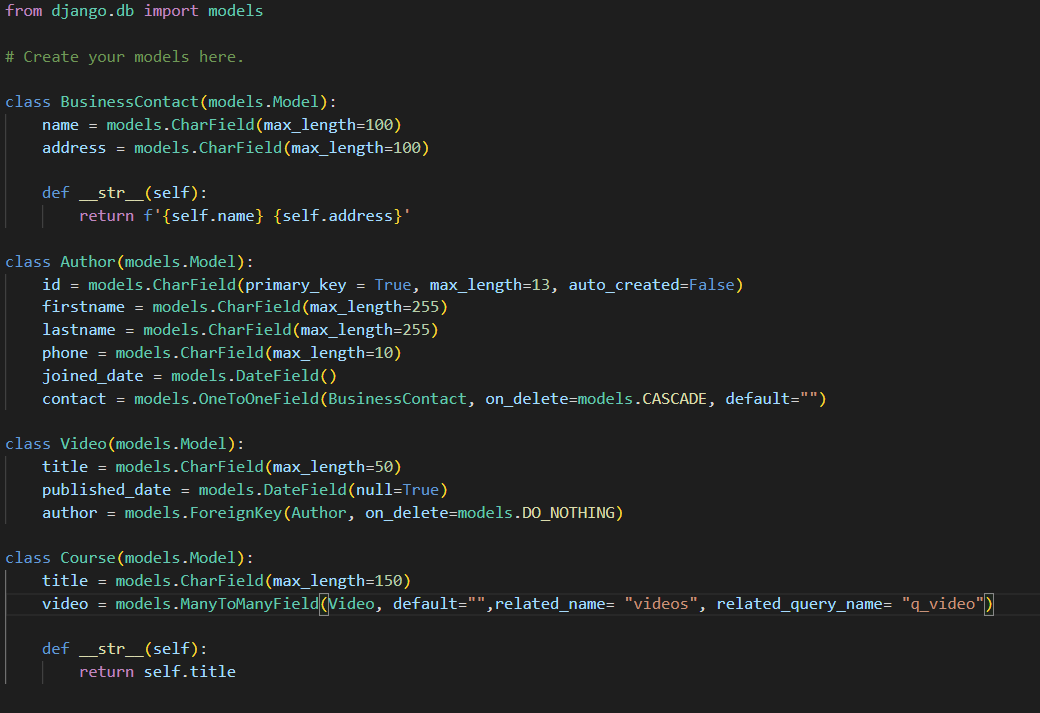 from django.db import models
# Create your models here.
class BusinessContact(models.Model):
    name = models.CharField(max_length=100)
    address = models.CharField(max_length=100)
    def __str__(self):
        return f'{self.name} {self.address}'
class Author(models.Model):
    id = models.CharField(primary_key = True, max_length=13, auto_created=False)
    firstname = models.CharField(max_length=255)
    lastname = models.CharField(max_length=255)
    phone = models.CharField(max_length=10)
    joined_date = models.DateField()
    contact = models.OneToOneField(BusinessContact, on_delete=models.CASCADE, default="")
class Video(models.Model):
    title = models.CharField(max_length=50)
    published_date = models.DateField(null=True)
    author = models.ForeignKey(Author, on_delete=models.DO_NOTHING)
class Course(models.Model):
    title = models.CharField(max_length=150)
    video = models.ManyToManyField(Video, default="",related_name= "videos", related_query_name= "q_video")
    def __str__(self):
        return self.title